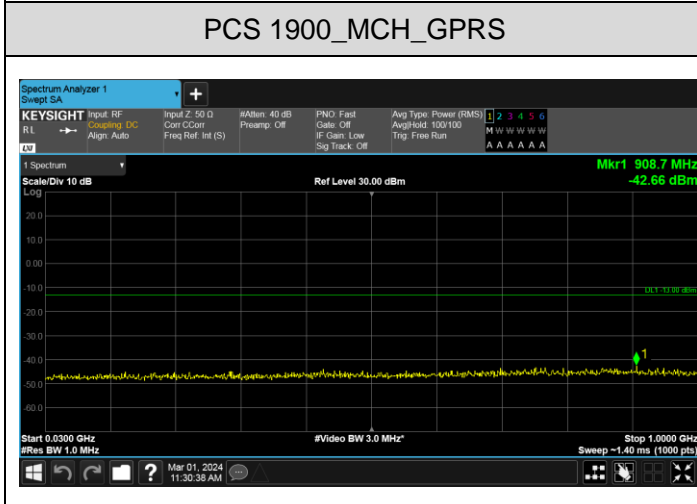 PCS 1900_MCH_GPRS
Spectrum Analyzer 1
Swept SA
+
KEYSIGHT
RL
Input: RF
Coupling: DC
Align: Auto
Input Z: 50 Ω
Corr CCorr
Freq Ref: Int (S)
#Atten: 40 dB
Preamp: Off
PNO: Fast
Gate: Off
IF Gain: Low
Sig Track: Off
Avg Type: Power (RMS)
Avg|Hold: 100/100
Trig: Free Run
1 2 3 4 5 6
M W W W W W
A A A A A A
1 Spectrum
Mkr1 908.7 MHz
Scale/Div 10 dB
Ref Level 30.00 dBm
-42.66 dBm
Log
20.0
10.0
0.00
-10.0
DL1 -13.00 dBm
-20.0
-30.0
-40.0
1
-50.0
-60.0
Start 0.0300 GHz
#Video BW 3.0 MHz*
Stop 1.0000 GHz
#Res BW 1.0 MHz
Sweep ~1.40 ms (1000 pts)
?
Mar 01, 2024
11:30:38 AM